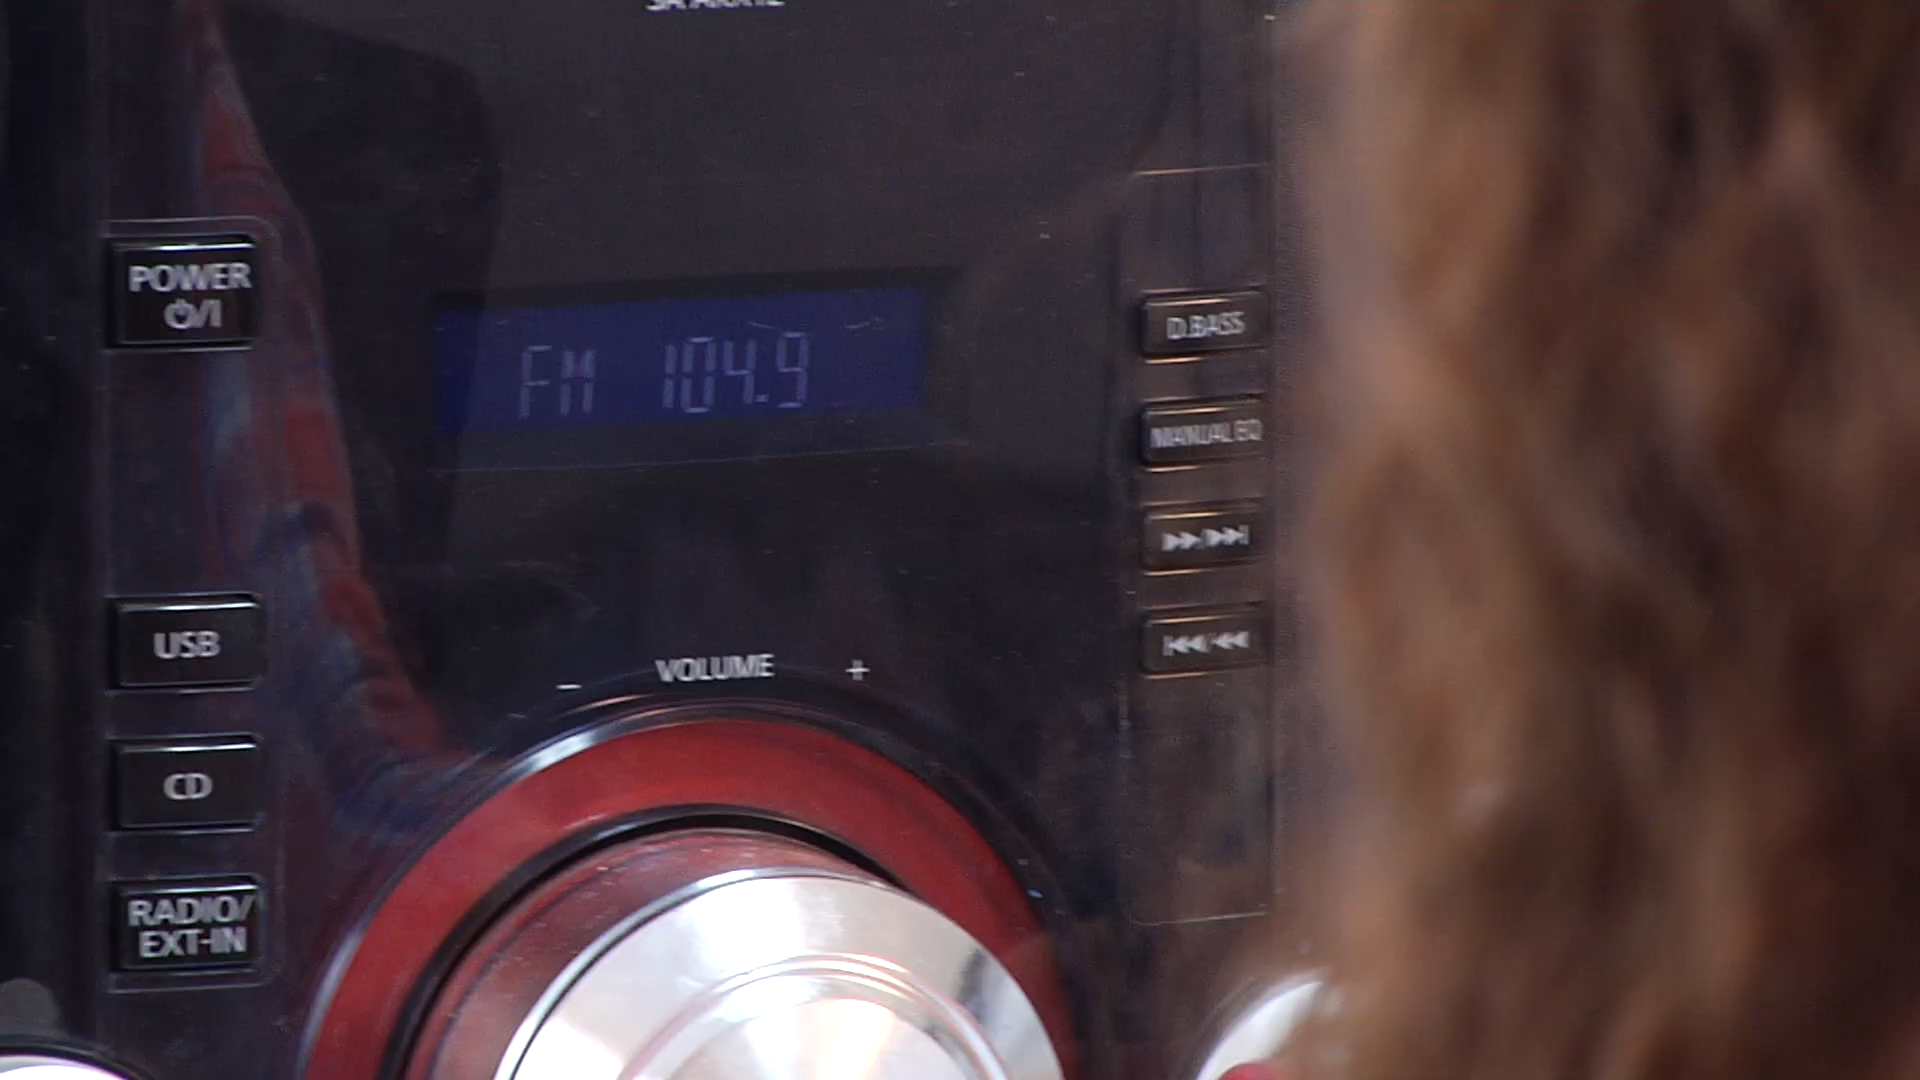 POWER
FM 104.9
D.BASS
MANUAL EQ
USB
- VOLUME +
CD
RADIO/
EXT-IN